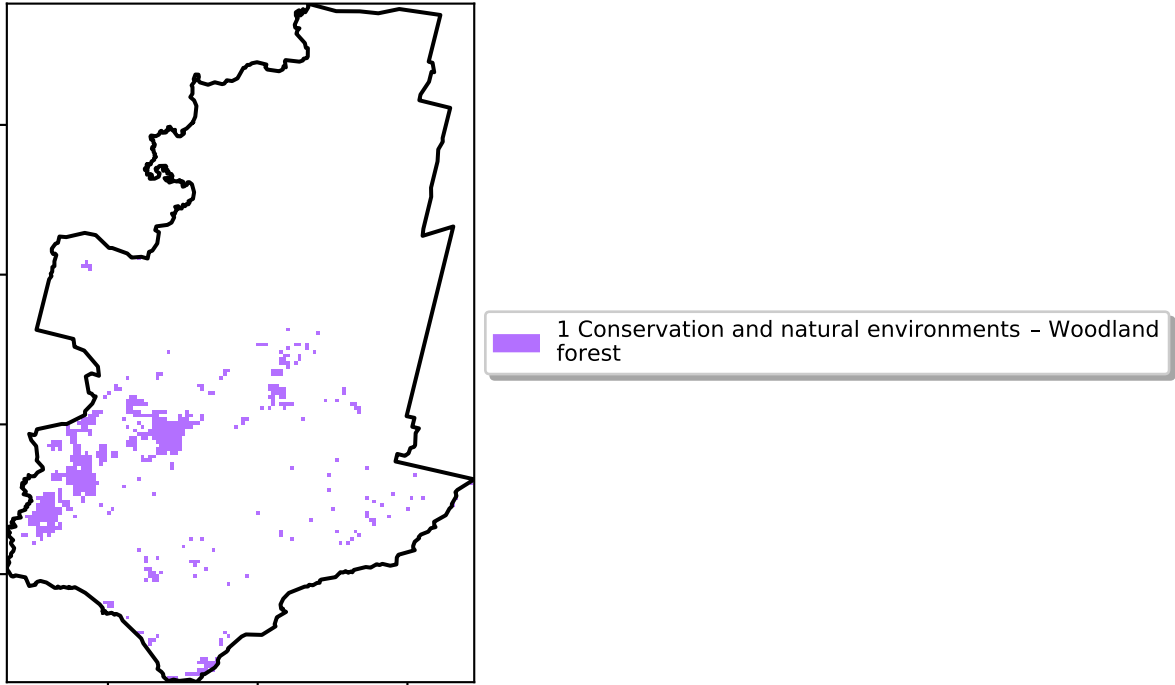 1 Conservation and natural environments – Woodland
forest